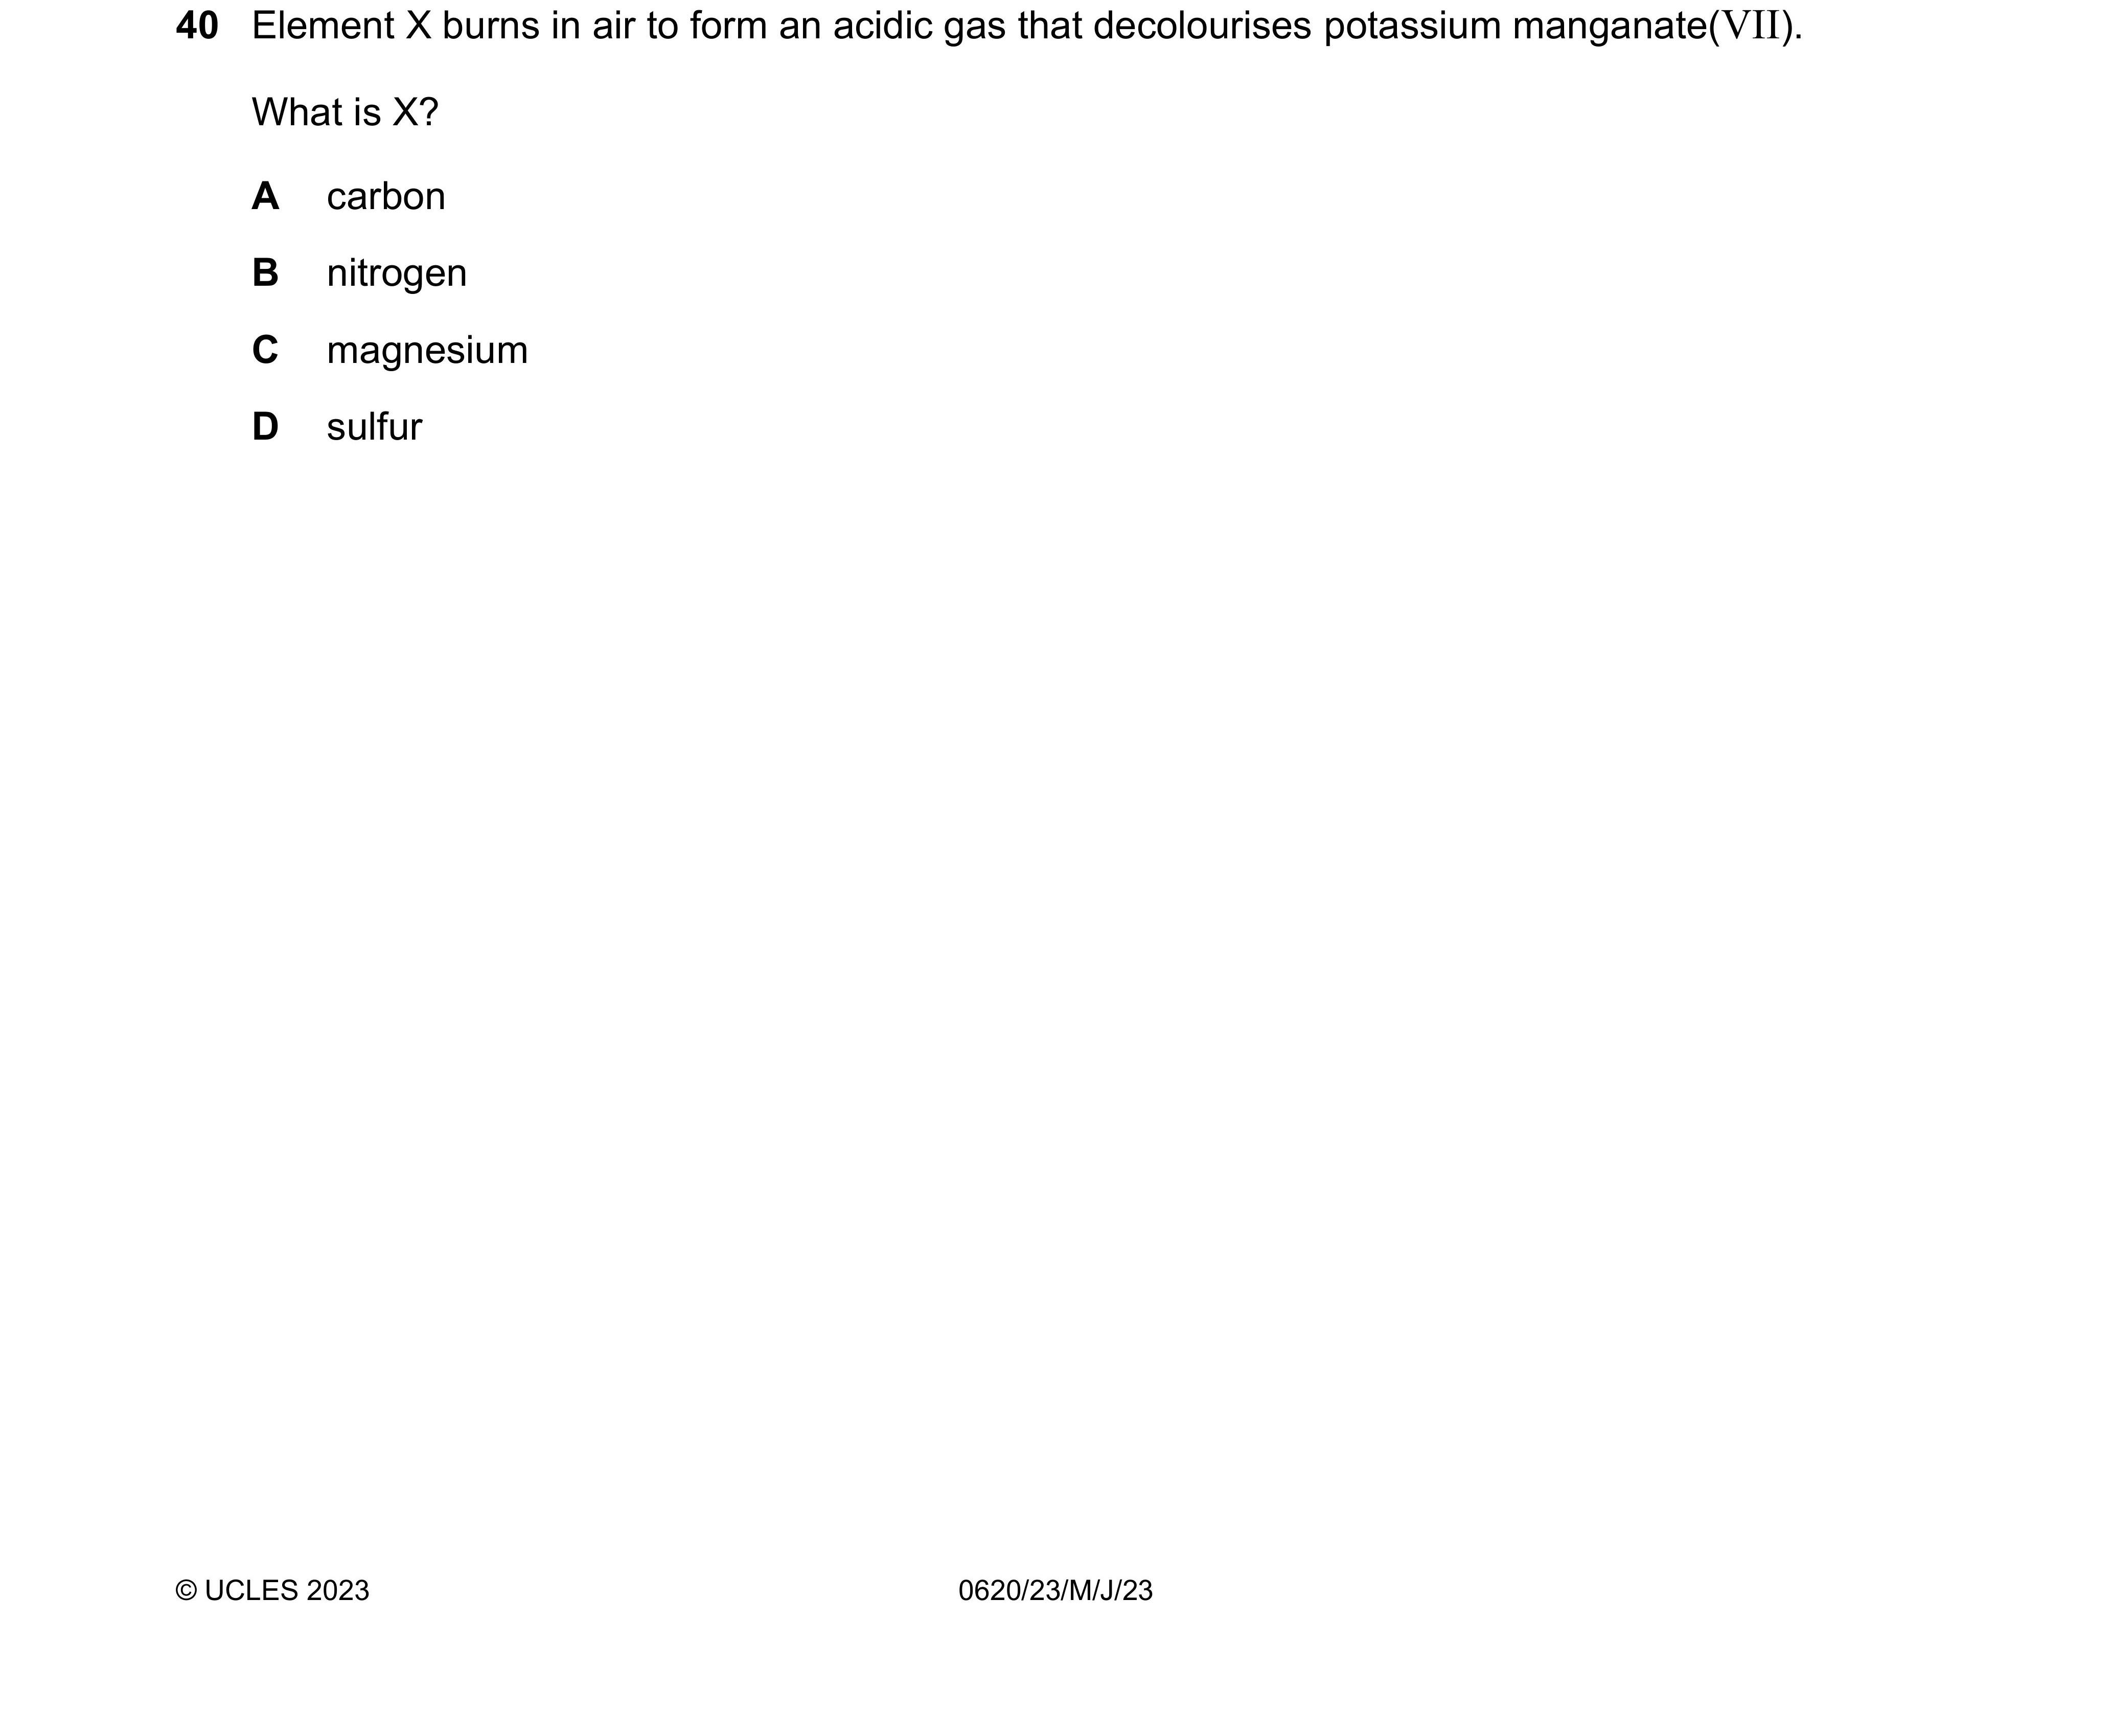 40 Element X burns in air to form an acidic gas that decolourises potassium manganate(VII).
What is X?
A carbon
B nitrogen
C magnesium
D sulfur
© UCLES 2023 0620/23/M/J/23